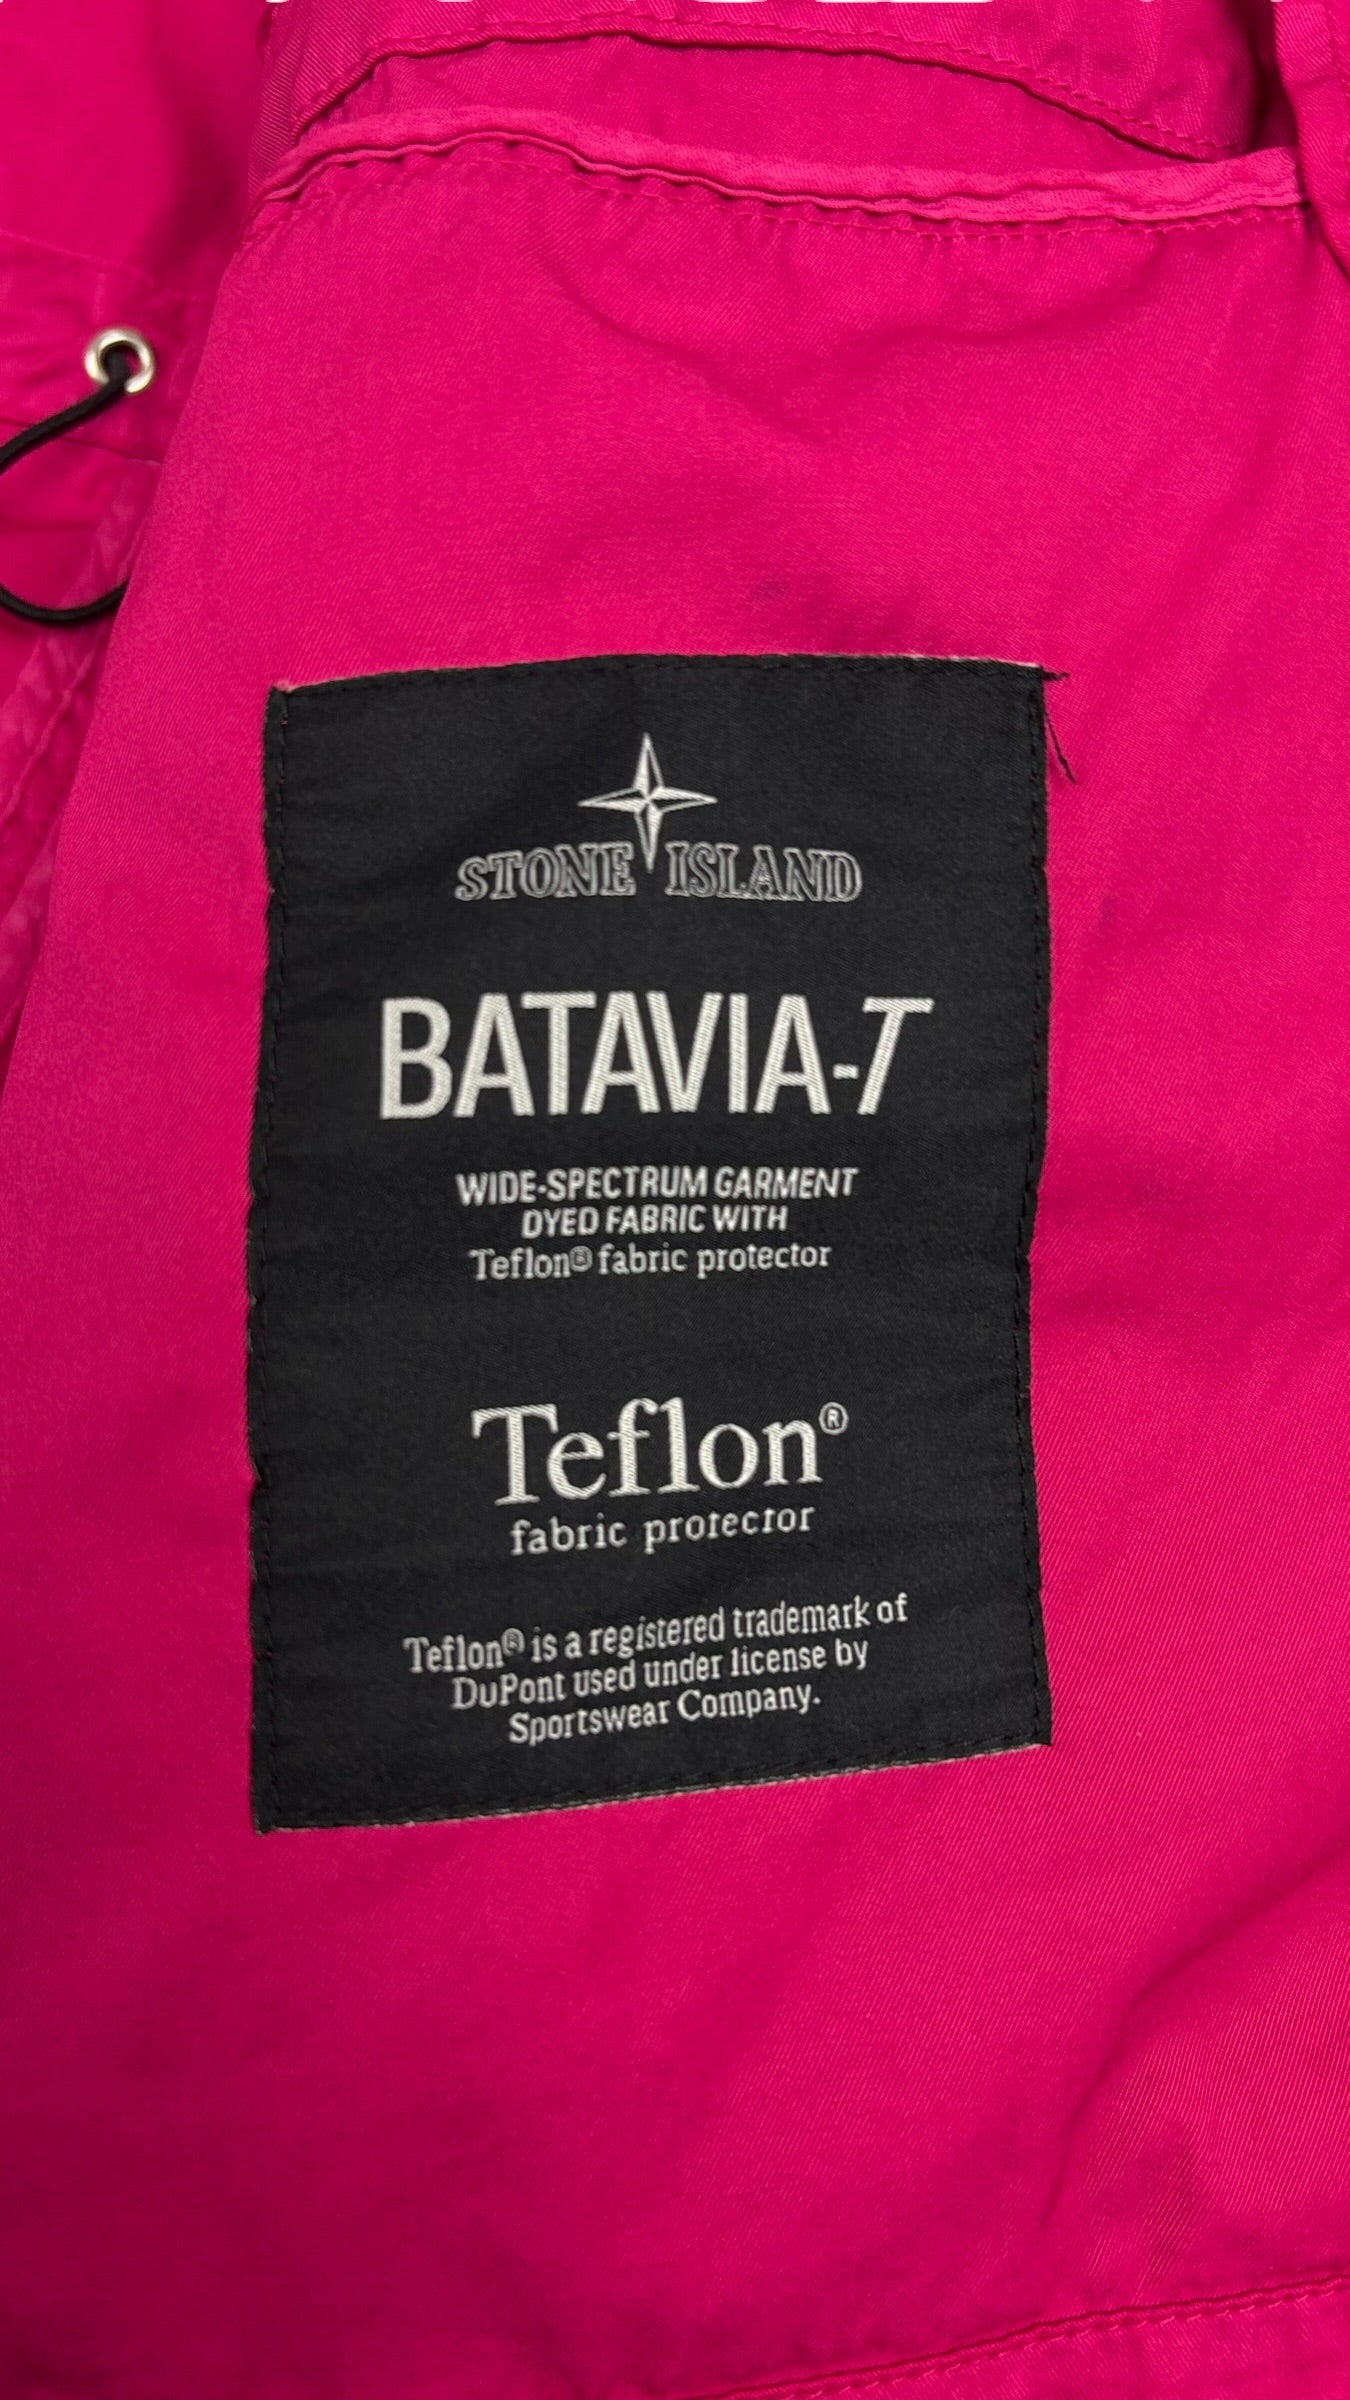 STONE ISLAND
BATAVIA-T
WIDE-SPECTRUM GARMENT
DYED FABRIC WITH
Teflon® fabric protector
Teflon®
fabric protector
Teflon® is a registered trademark of
DuPont used under license by
Sportswear Company.